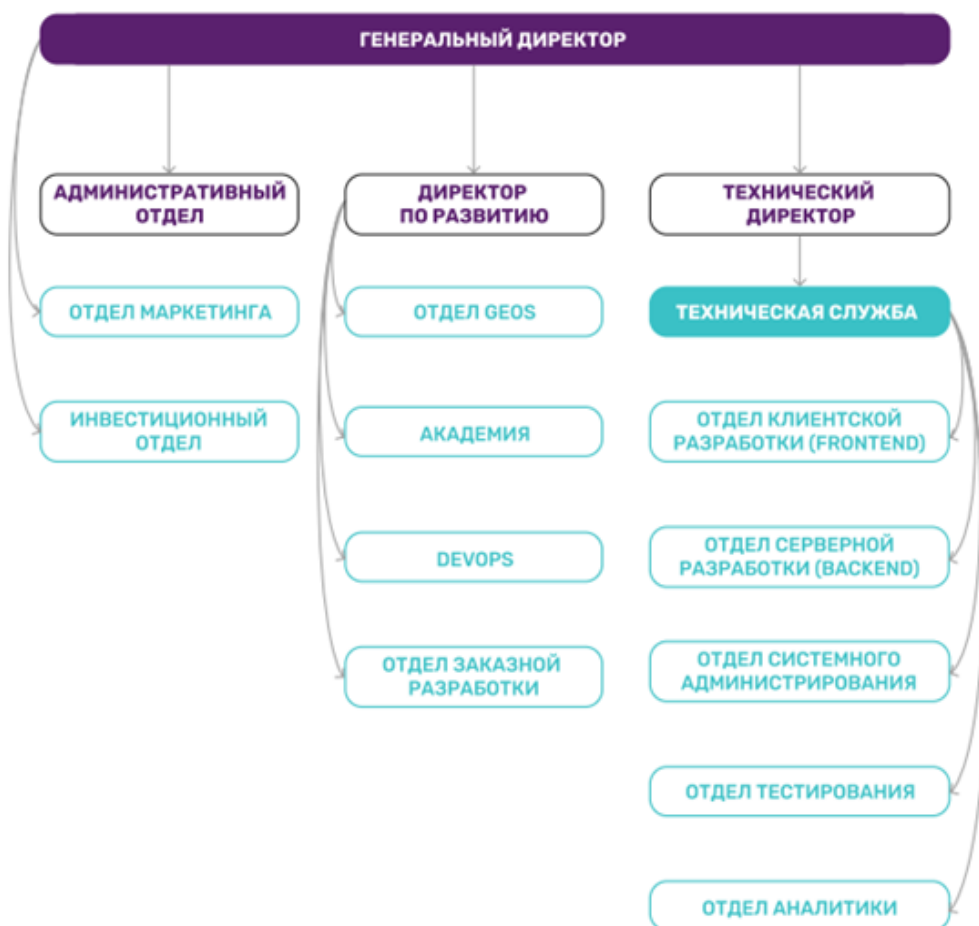 ГЕНЕРАЛЬНЫЙ ДИРЕКТОР
АДМИНИСТРАТИВНЫЙ
ОТДЕЛ
ДИРЕКТОР
ПО РАЗВИТИЮ
ТЕХНИЧЕСКИЙ
ДИРЕКТОР
ОТДЕЛ МАРКЕТИНГА
ОТДЕЛ GEOS
ТЕХНИЧЕСКАЯ СЛУЖБА
ИНВЕСТИЦИОННЫЙ
ОТДЕЛ
АКАДЕМИЯ
ОТДЕЛ КЛИЕНТСКОЙ
РАЗРАБОТКИ (FRONTEND)
DEVOPS
ОТДЕЛ СЕРВЕРНОЙ
РАЗРАБОТКИ (BACKEND)
ОТДЕЛ ЗАКАЗНОЙ
РАЗРАБОТКИ
ОТДЕЛ СИСТЕМНОГО
АДМИНИСТРИРОВАНИЯ
ОТДЕЛ ТЕСТИРОВАНИЯ
ОТДЕЛ АНАЛИТИКИ